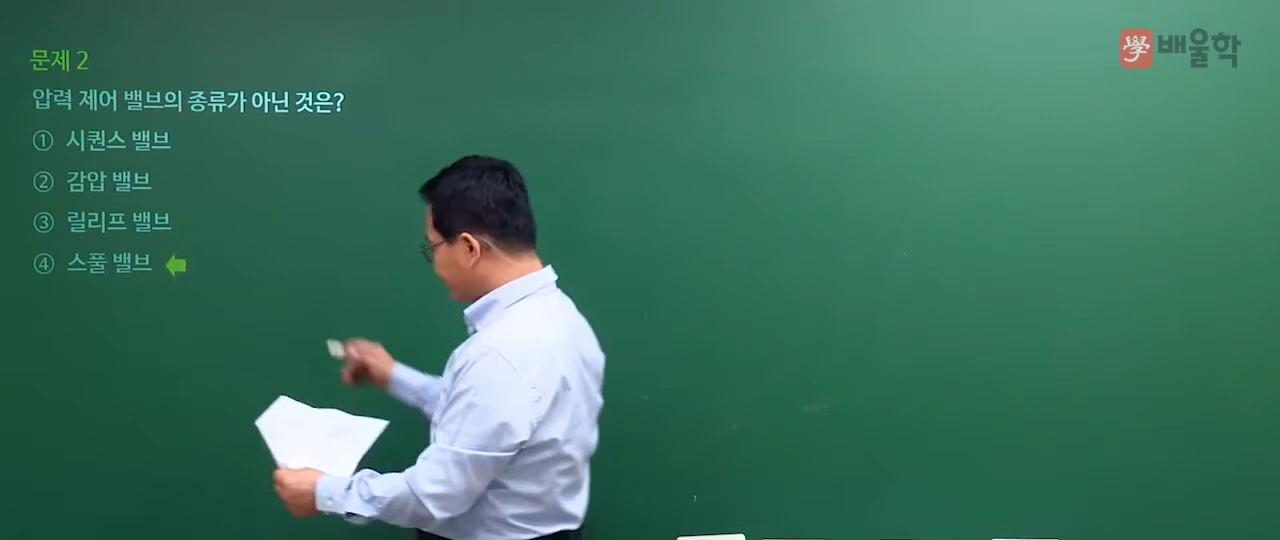 學 배울학
문제 2
압력 제어 밸브의 종류가 아닌 것은?
① 시퀀스 밸브
② 감압 밸브
③ 릴리프 밸브
④ 스풀 밸브